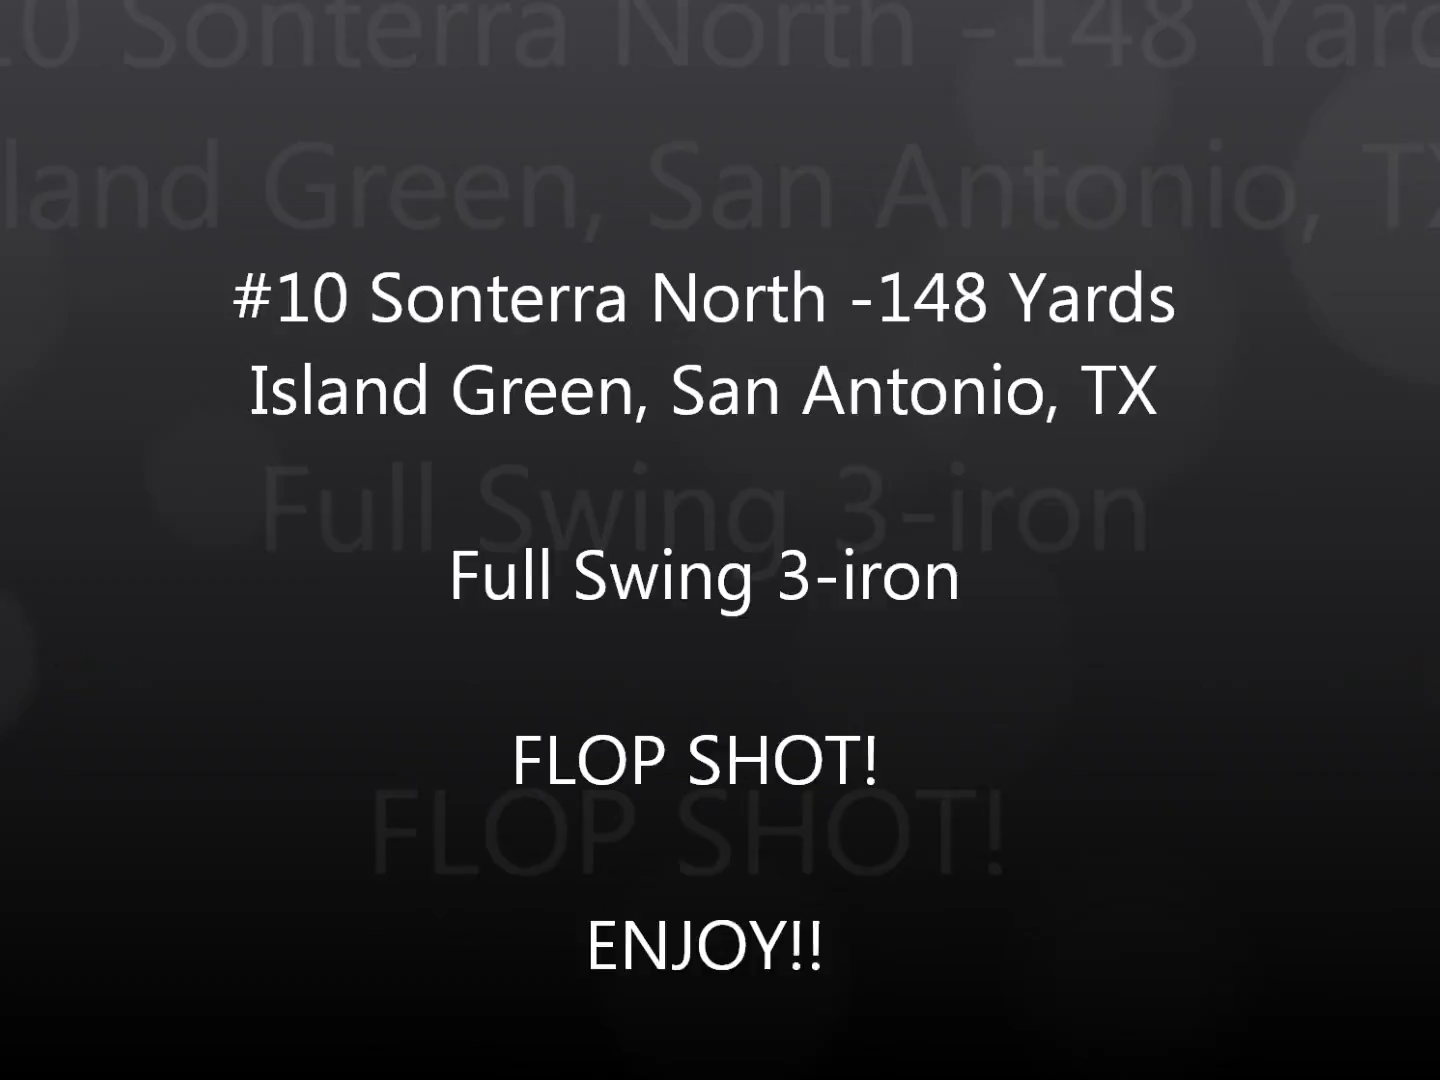 #10 Sonterra North -148 Yards
Island Green, San Antonio, TX
Full Swing 3-iron
FLOP SHOT!
ENJOY!!